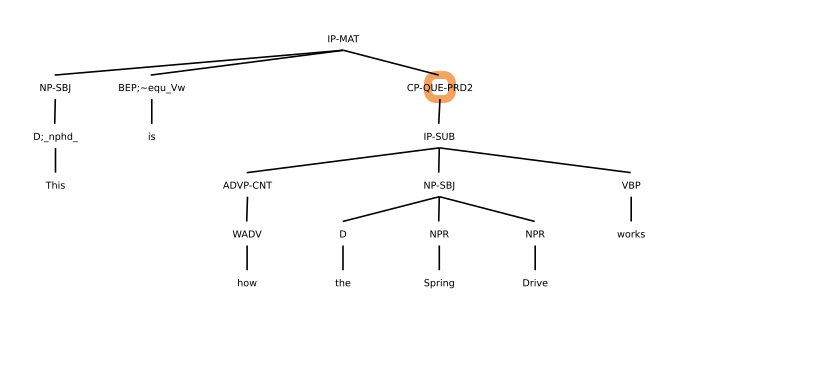 IP-MAT
NP-SBJ BEP;~equ_Vw CP-QUE-PRD2
D;_nphd_ is IP-SUB
This ADVP-CNT NP-SBJ VBP
WADV D NPR NPR works
how the Spring Drive